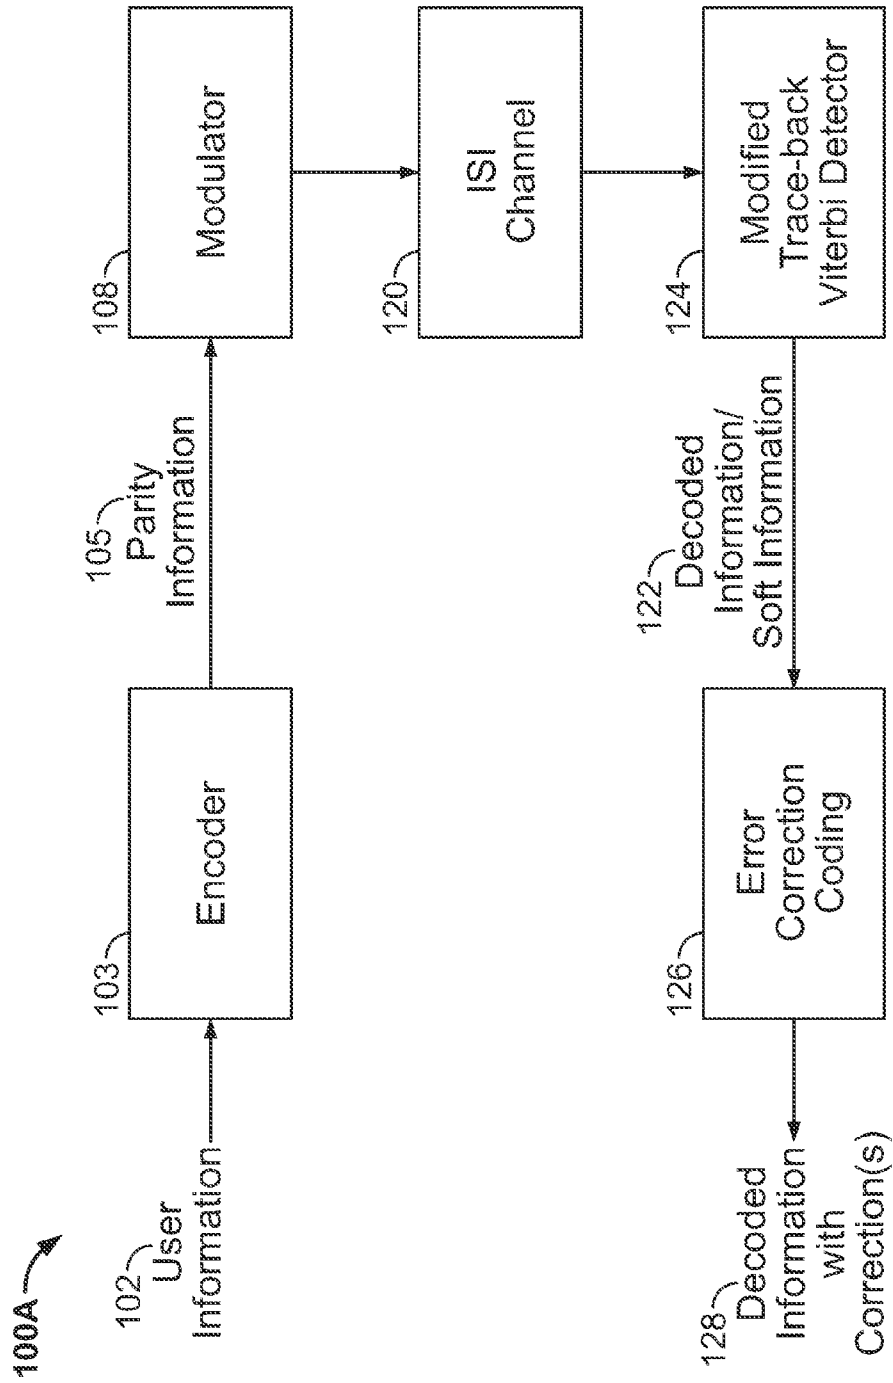 100A
102
User
Information
103
Encoder
105
Parity
Information
108
Modulator
120
ISI
Channel
124
Modified
Trace-back
Viterbi Detector
122
Decoded
Information/
Soft Information
126
Error
Correction
Coding
128
Decoded
Information
with
Correction(s)